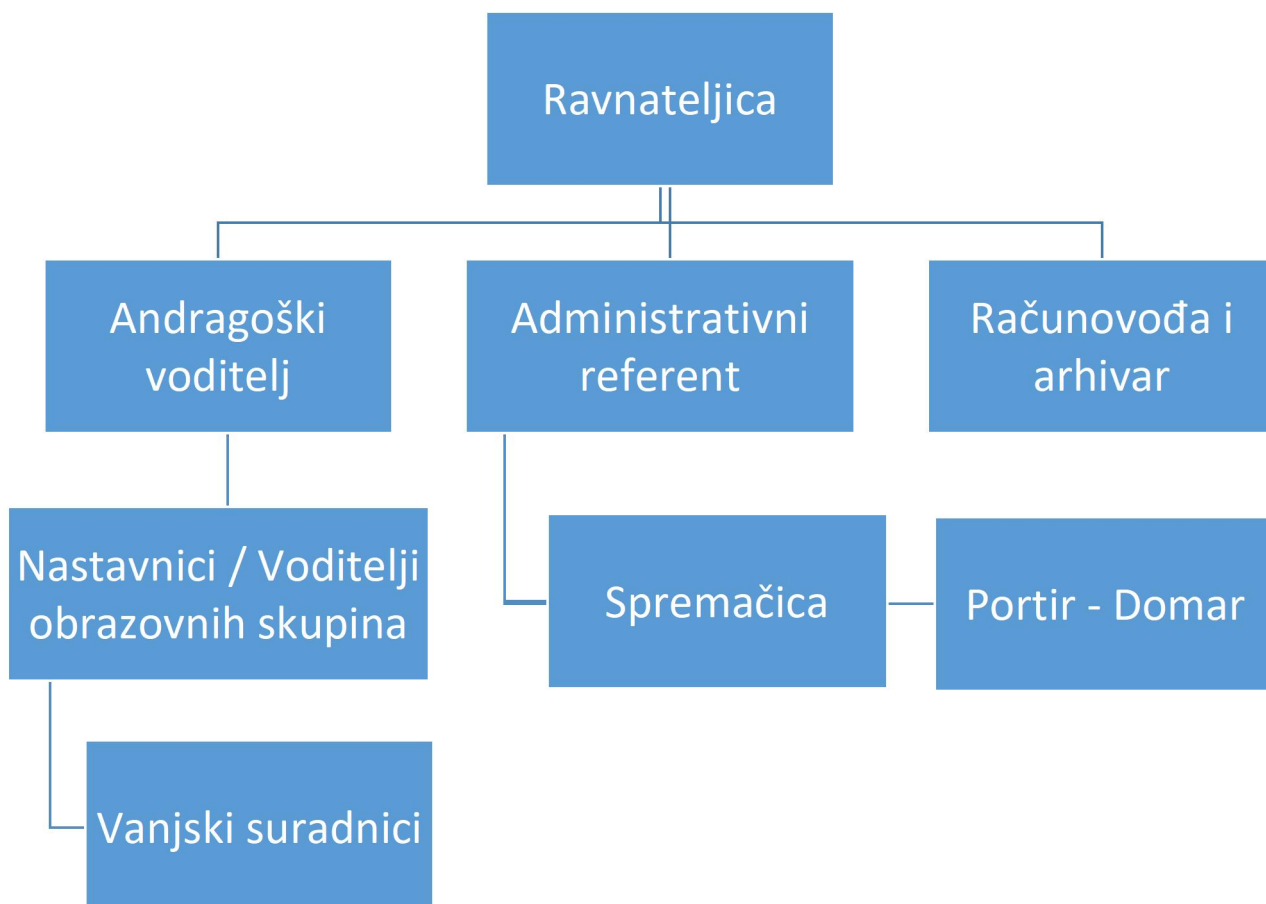 Ravnateljica
Andragoški
voditelj
Administrativni
referent
Računovođa i
arhivar
Nastavnici / Voditelji
obrazovnih skupina
Spremačica
Portir - Domar
Vanjski suradnici